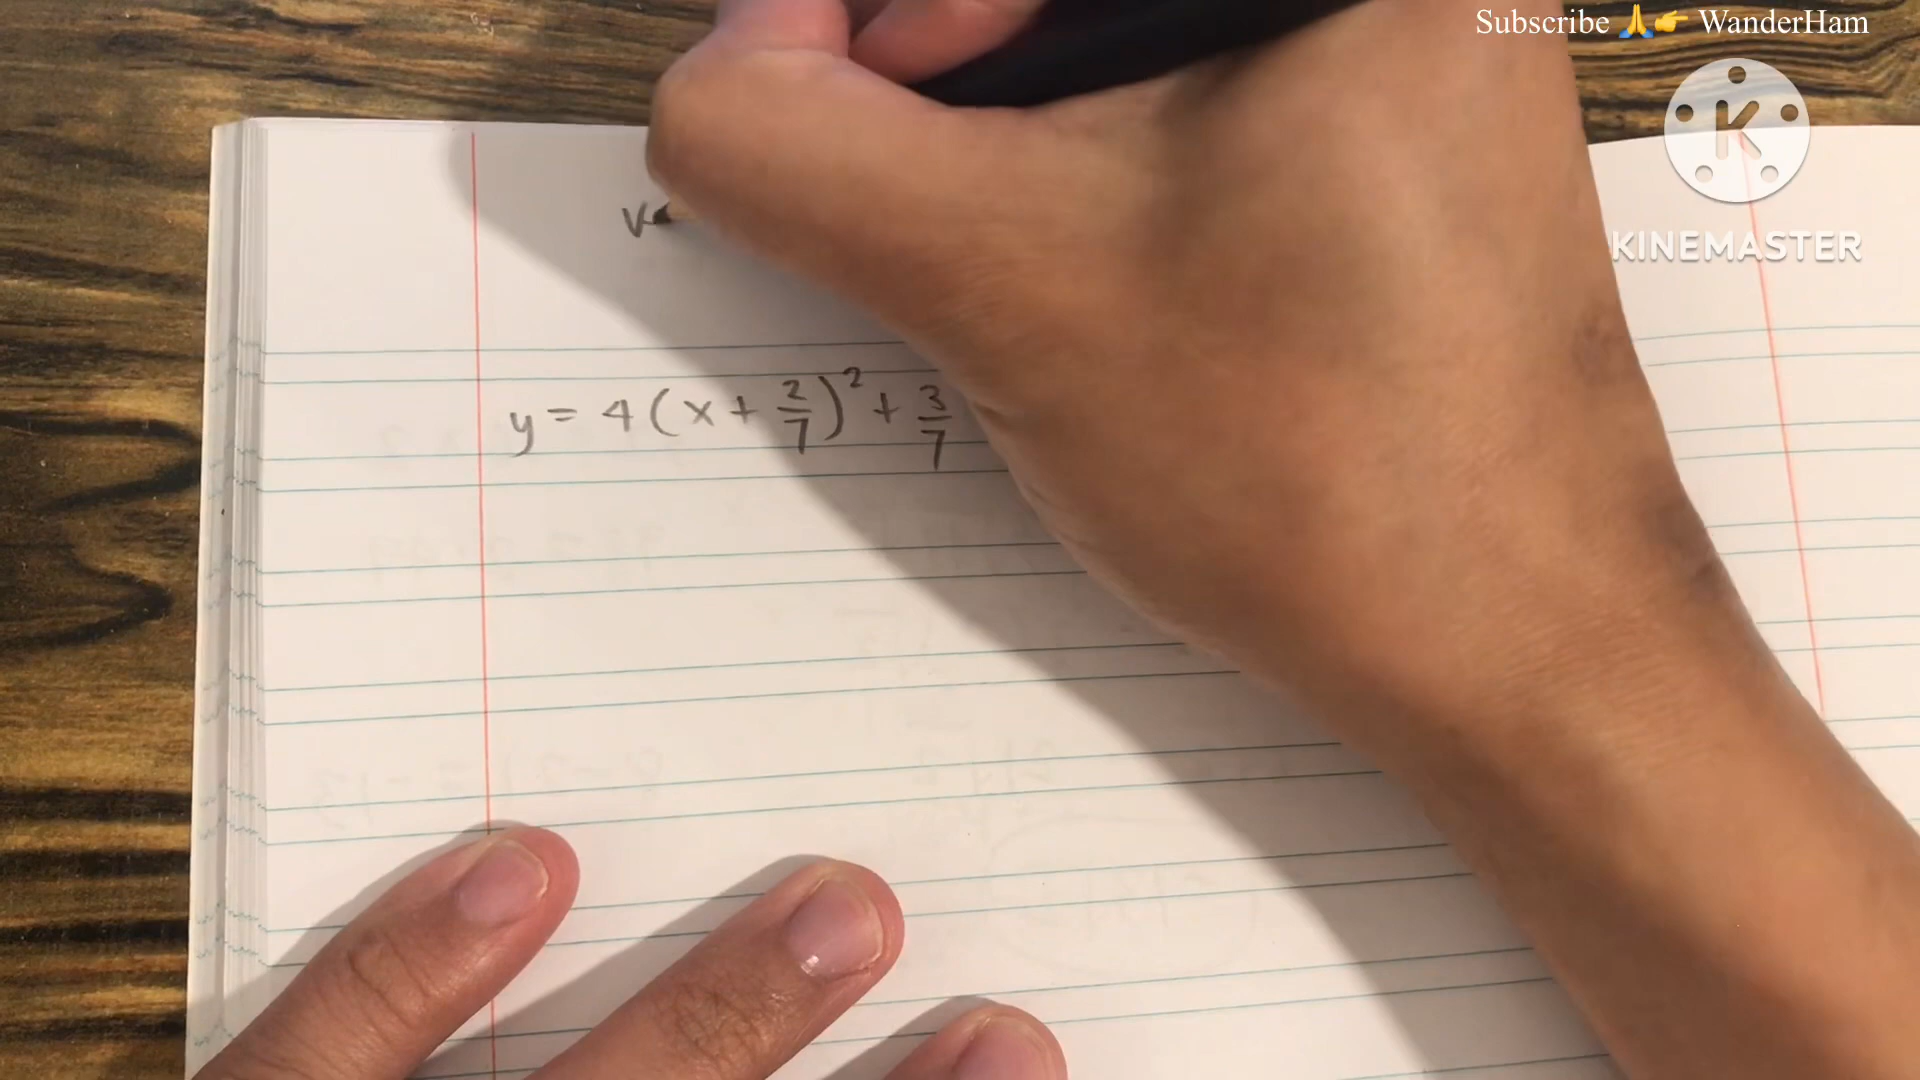 Subscribe 🙏👉 WanderHam
KINEMASTER
y = 4 ( x + 2/7 )² + 3/7